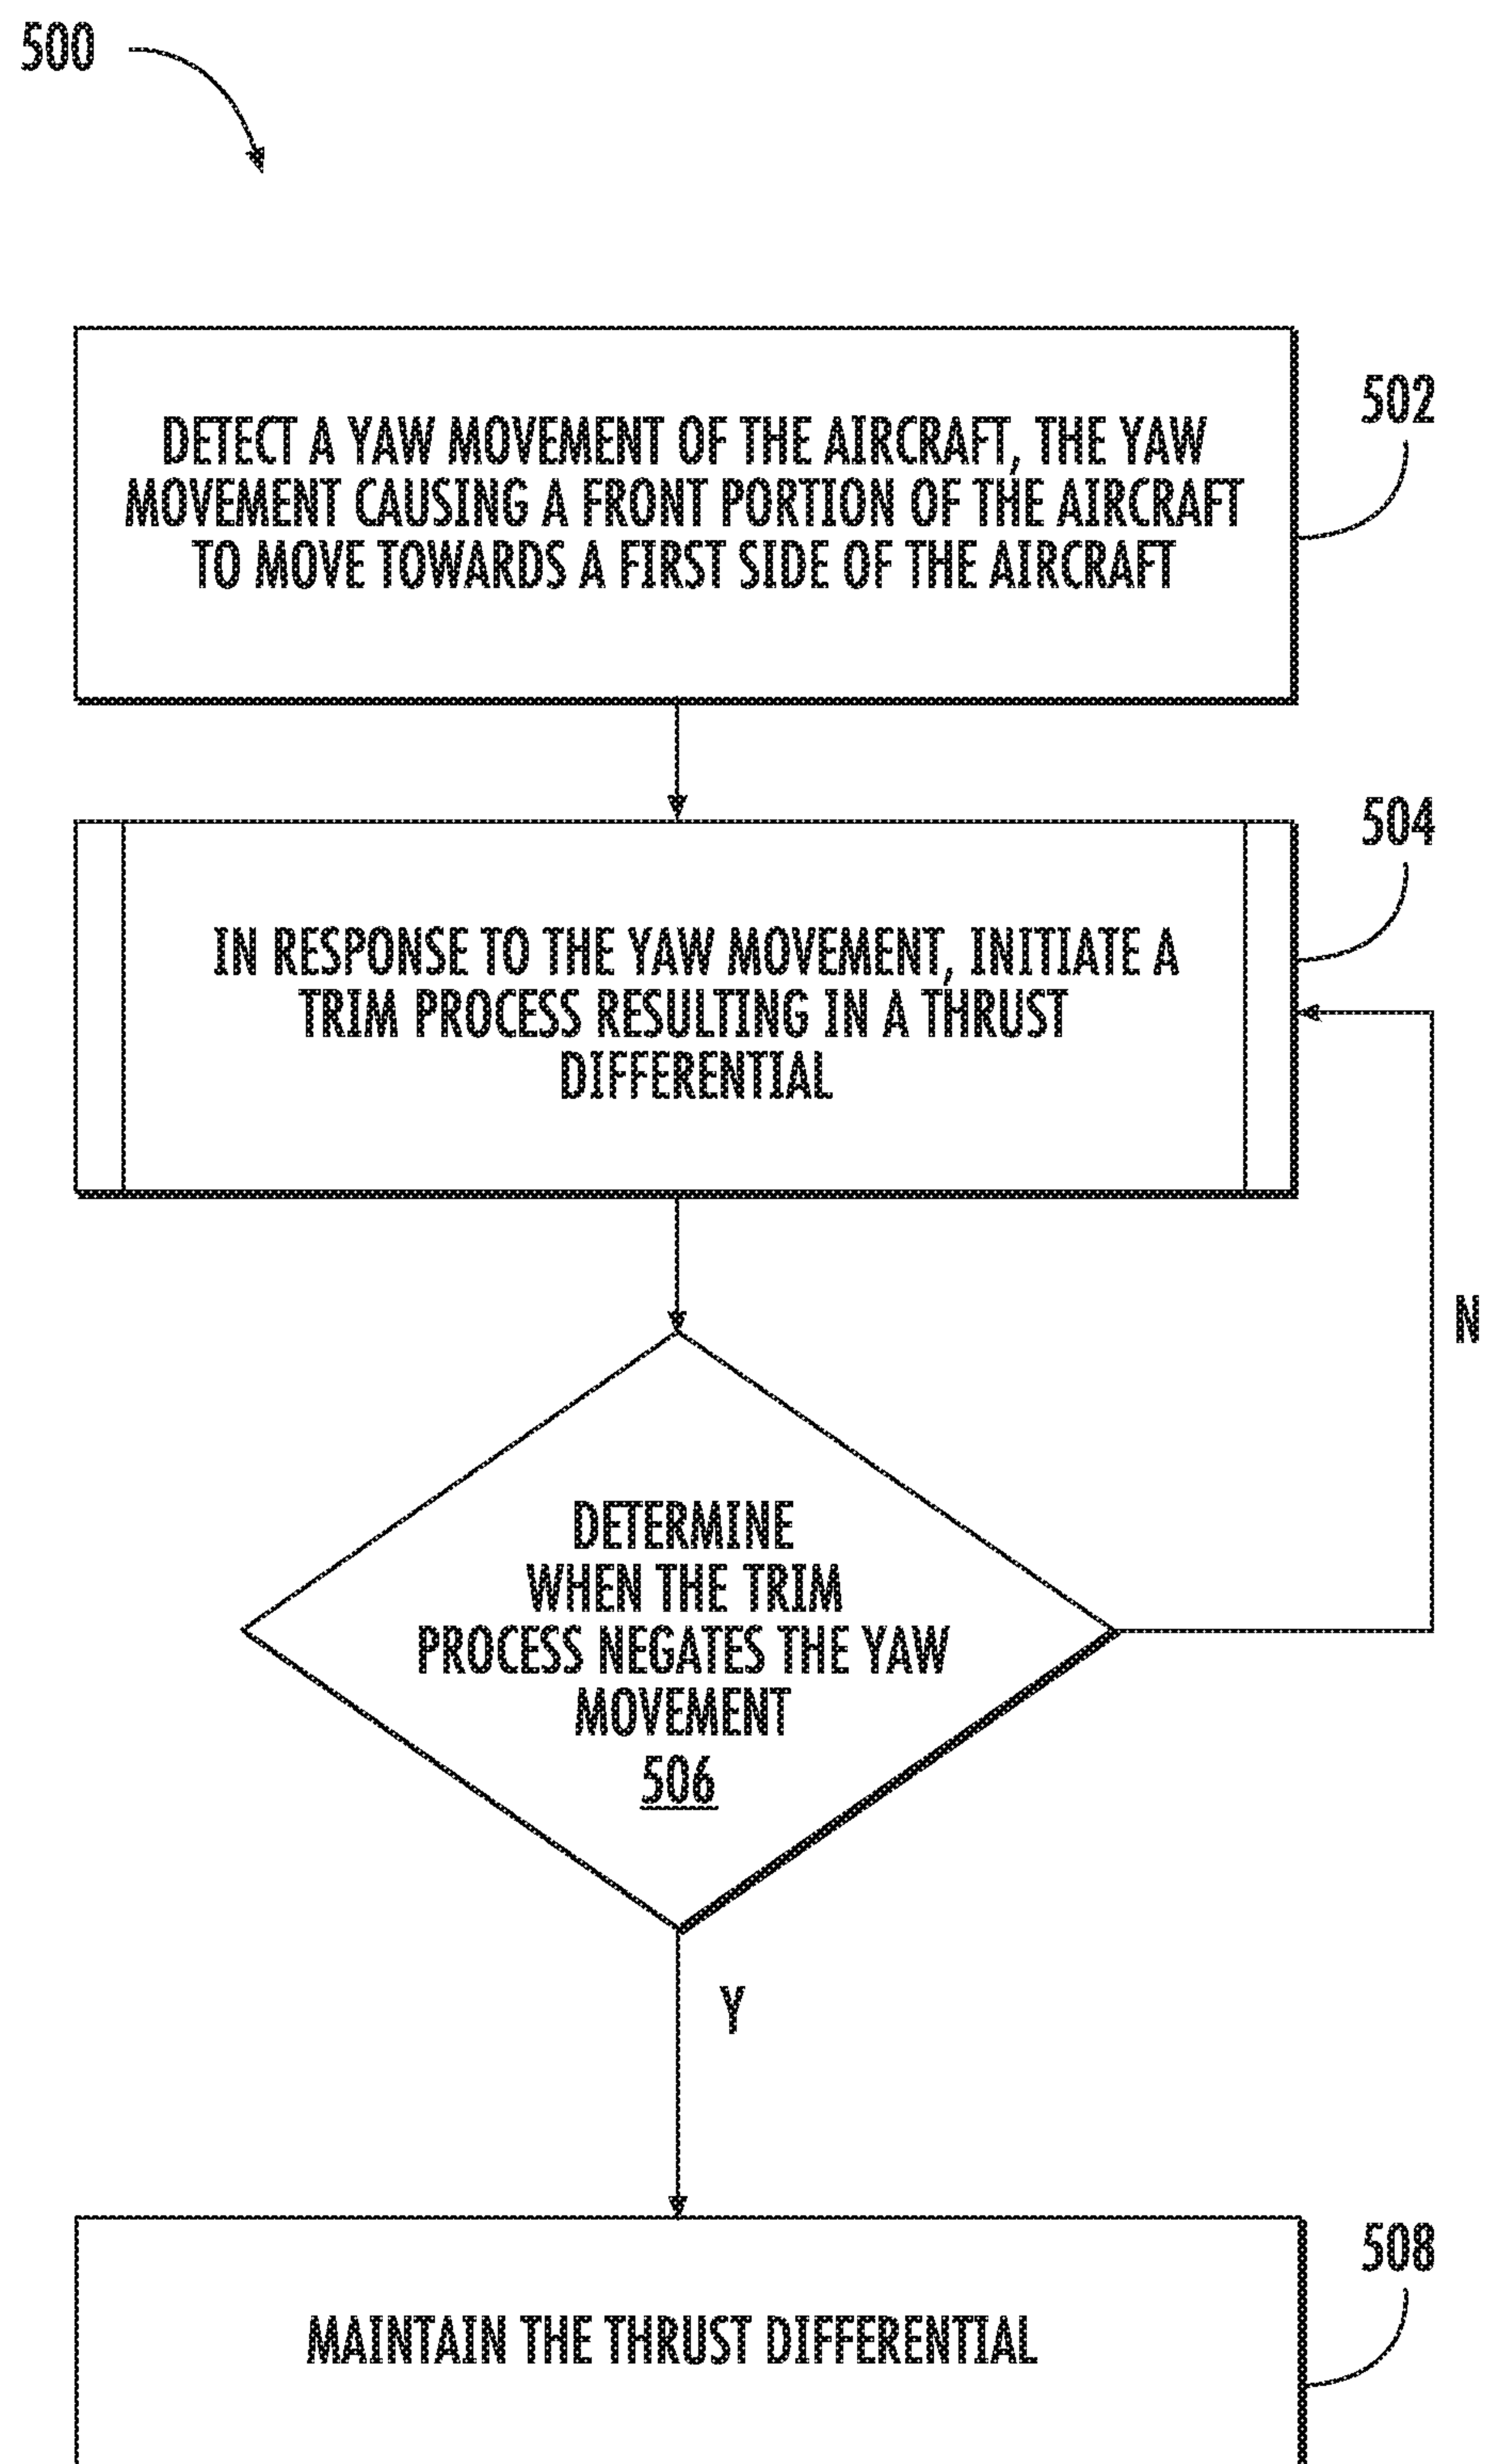 500
DETECT A YAW MOVEMENT OF THE AIRCRAFT, THE YAW
MOVEMENT CAUSING A FRONT PORTION OF THE AIRCRAFT
TO MOVE TOWARDS A FIRST SIDE OF THE AIRCRAFT
502
IN RESPONSE TO THE YAW MOVEMENT, INITIATE A
TRIM PROCESS RESULTING IN A THRUST
DIFFERENTIAL
504
N
DETERMINE
WHEN THE TRIM
PROCESS NEGATES THE YAW
MOVEMENT
506
Y
MAINTAIN THE THRUST DIFFERENTIAL
508